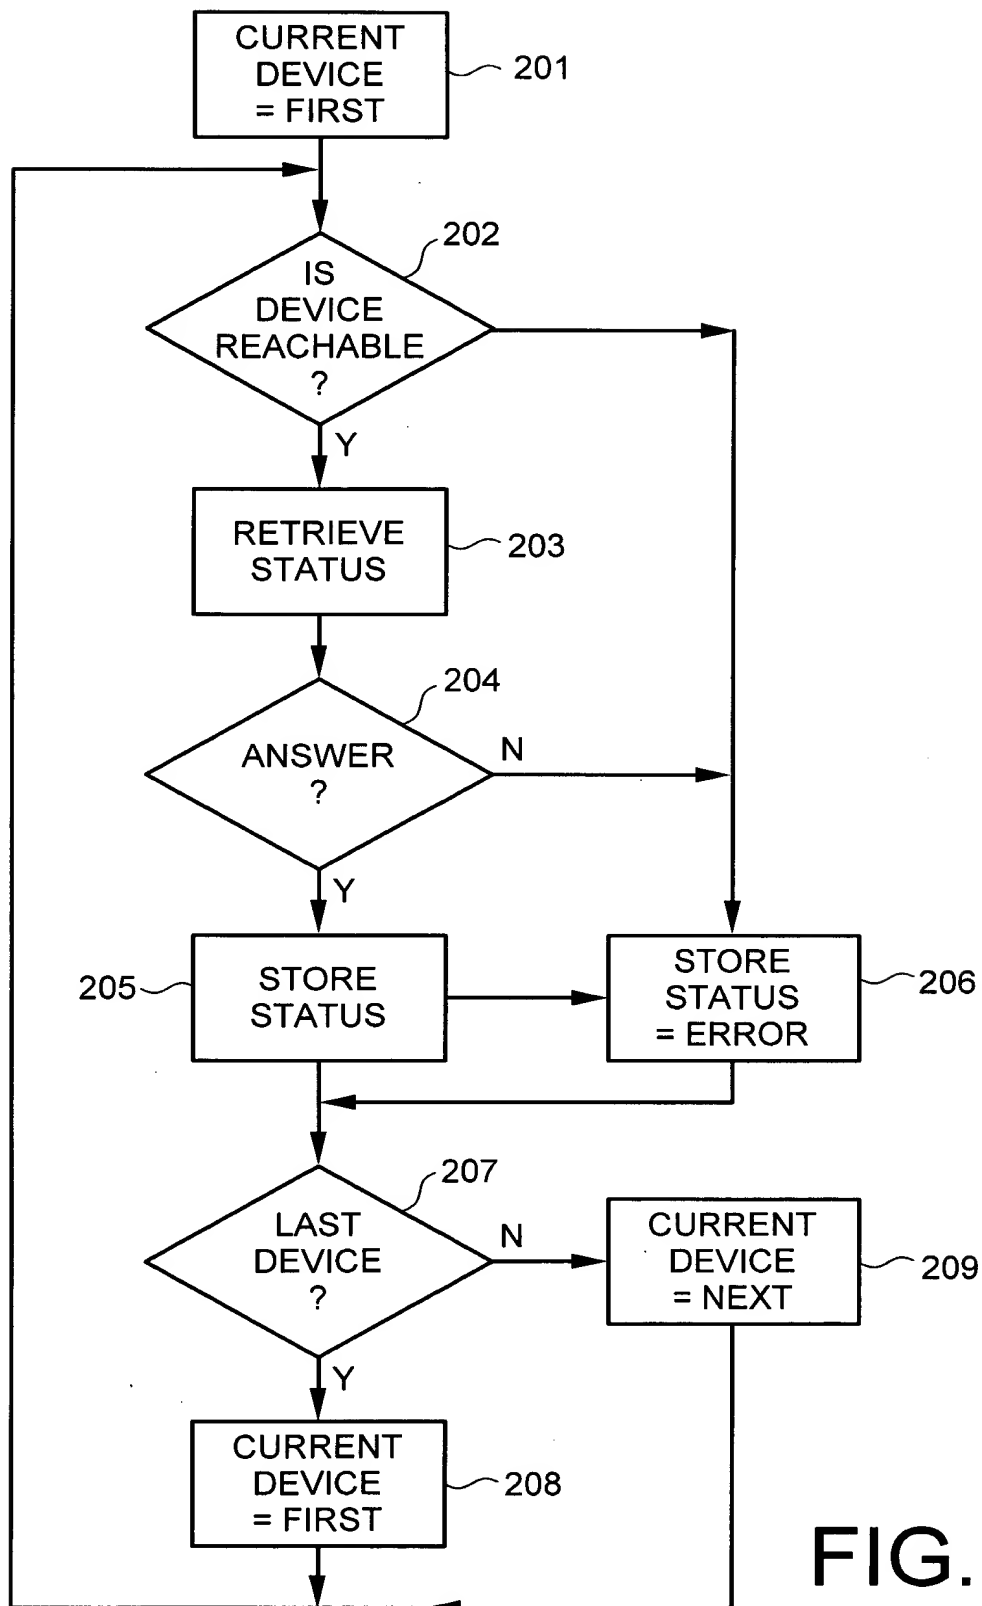 CURRENT
DEVICE
= FIRST
201
202
IS
DEVICE
REACHABLE
?
Y
RETRIEVE
STATUS
203
204
ANSWER
?
N
Y
205
STORE
STATUS
STORE
STATUS
= ERROR
206
207
LAST
DEVICE
?
N
CURRENT
DEVICE
= NEXT
209
Y
CURRENT
DEVICE
= FIRST
208
FIG.